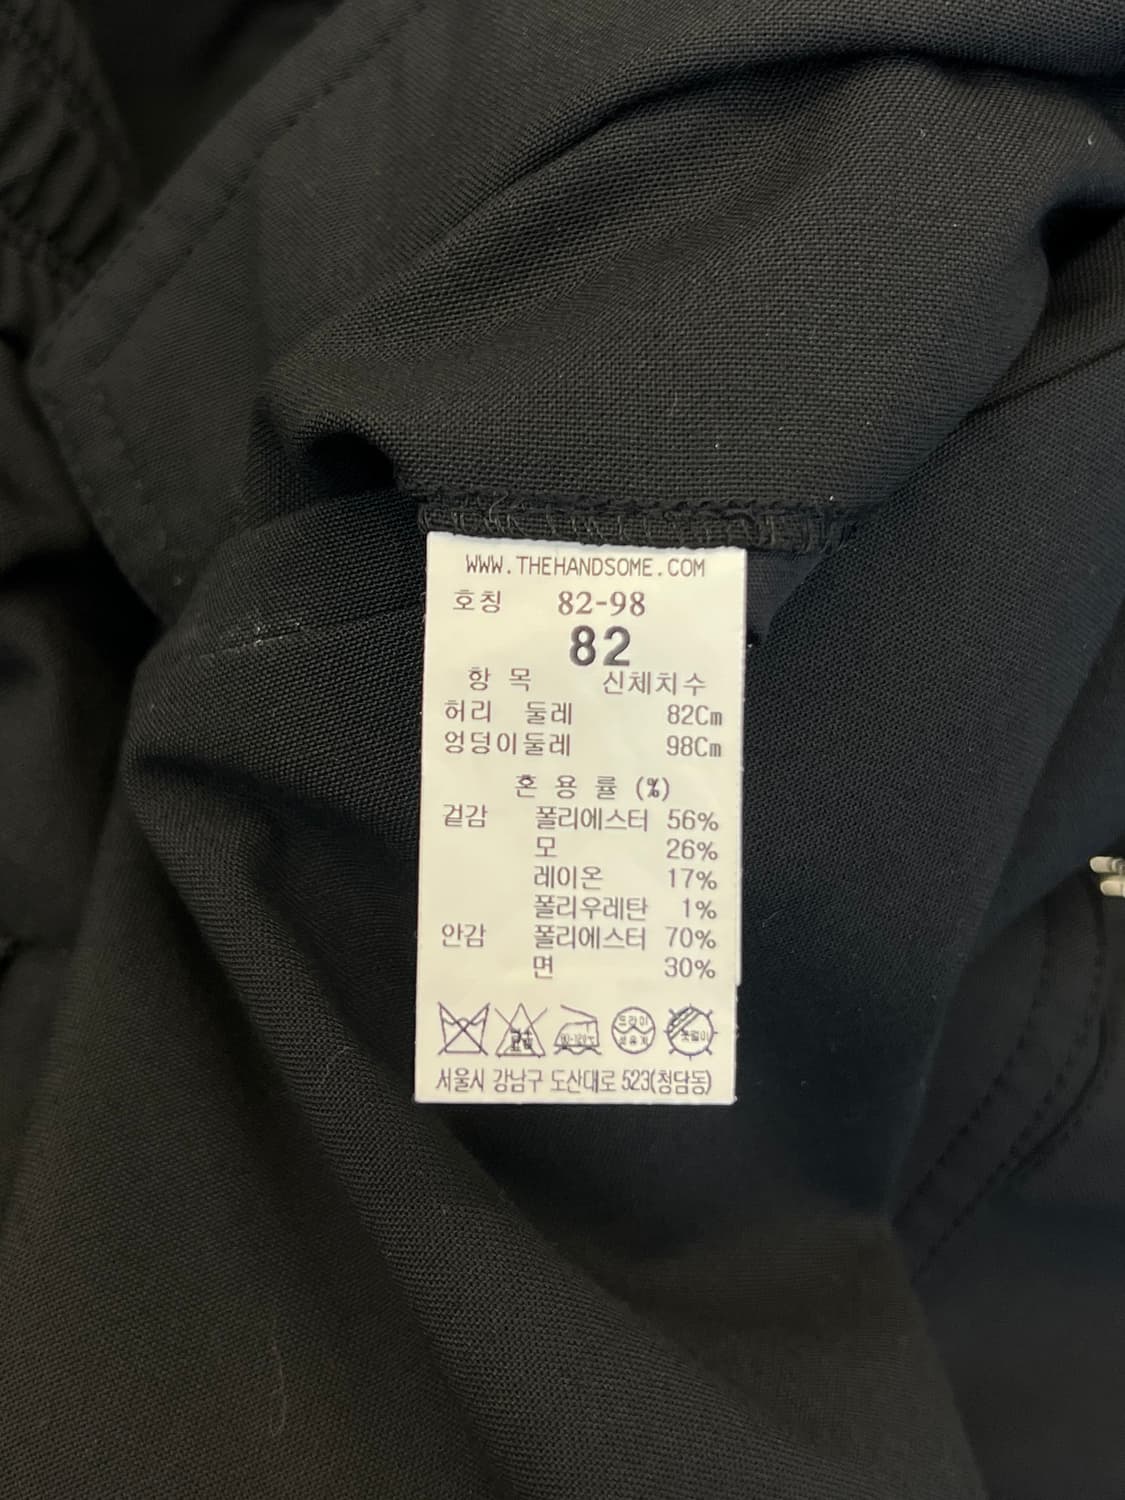 WWW.THEHANDSOME.COM
호칭 82-98
82
항 목 신체치수
허리 둘레 82Cm
엉덩이둘레 98Cm
혼 용 률 (%)
겉감 폴리에스터 56%
모 26%
레이온 17%
폴리우레탄 1%
안감 폴리에스터 70%
면 30%
드라이
서울시 강남구 도산대로 523(청담동)